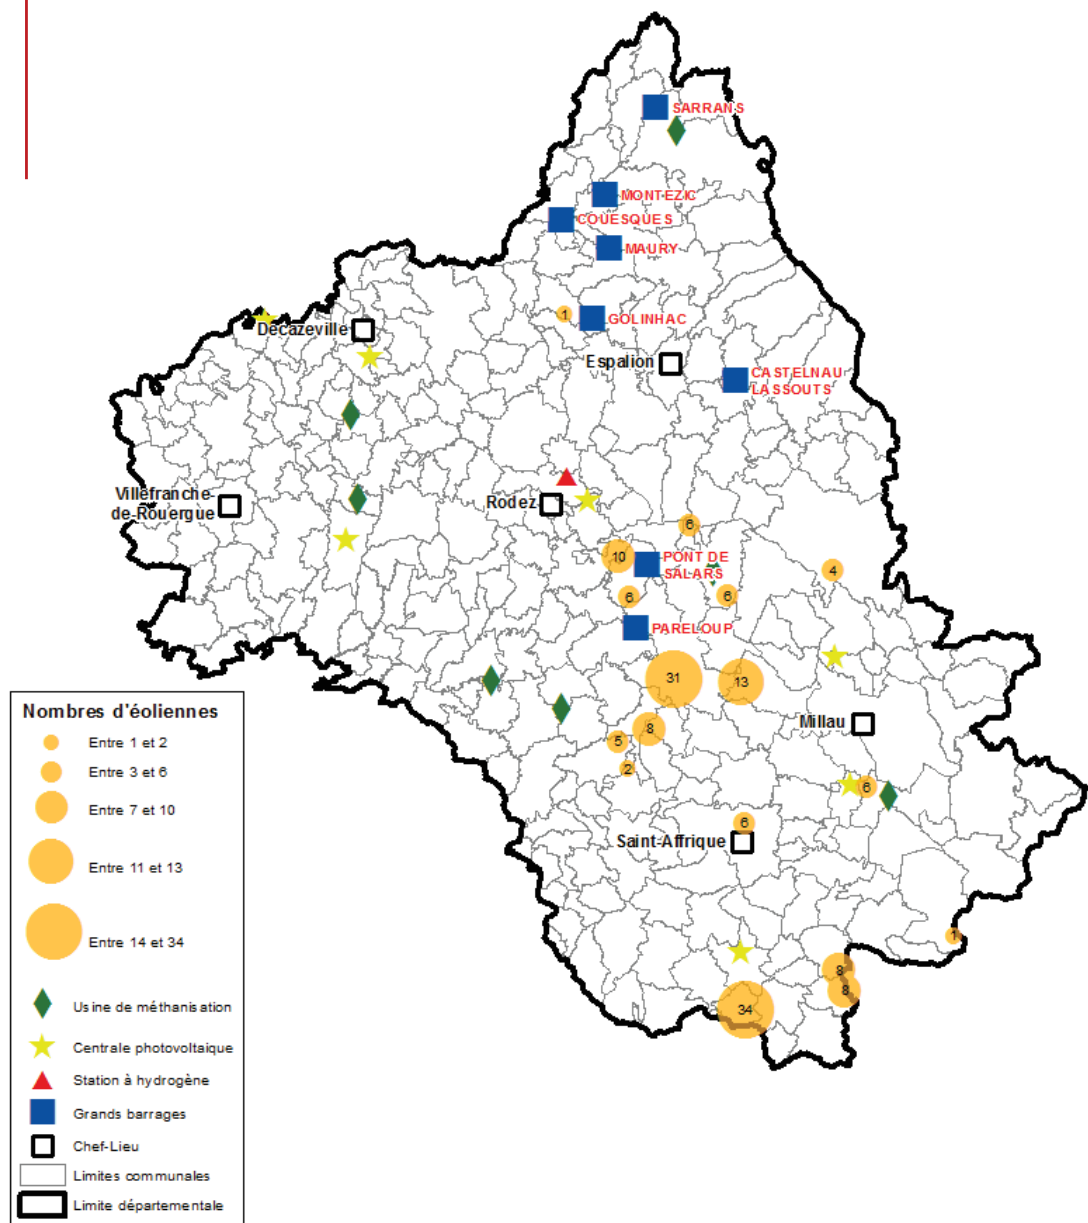 SARRANS
MONTEZIC
COUESQUES
MAURY
1
GOLINHAC
Decazeville
Espalion
CASTELNAU
LASSOUTS
Villefranche-
de-Rouergue
Rodez
6
10
PONT DE
SALARS
4
6
6
PARELOUP
31
13
8
Millau
5
2
6
6
Saint-Affrique
1
8
8
34
Nombres d'éoliennes
Entre 1 et 2
Entre 3 et 6
Entre 7 et 10
Entre 11 et 13
Entre 14 et 34
Usine de méthanisation
Centrale photovoltaique
Station à hydrogène
Grands barrages
Chef-Lieu
Limites communales
Limite départementale